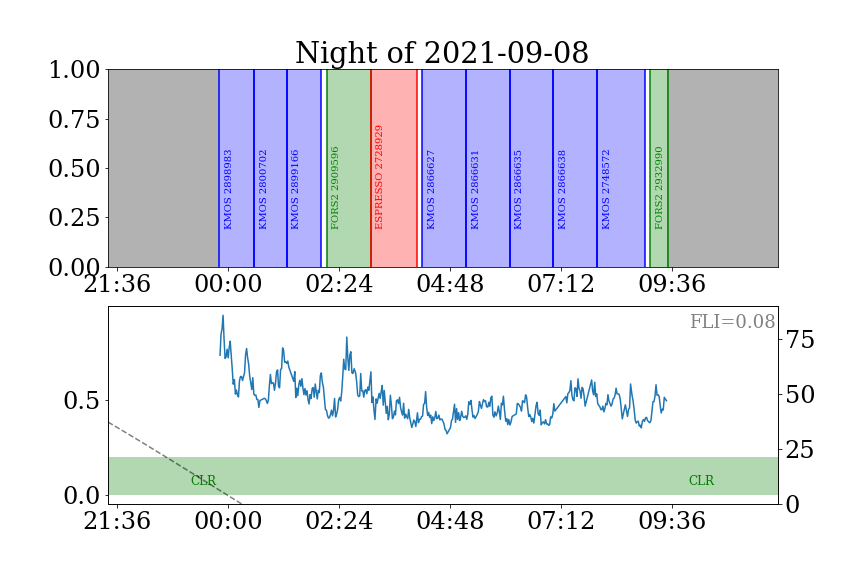 Night of 2021-09-08
1.00
0.75
0.50
0.25
0.00
KMOS 2898983
KMOS 2800702
KMOS 2899166
FORS2 2909596
ESPRESSO 2728929
KMOS 2866627
KMOS 2866631
KMOS 2866635
KMOS 2866638
KMOS 2748572
FORS2 2932990
21:36 00:00 02:24 04:48 07:12 09:36
FLI=0.08
0.5
0.0
75
50
25
0
CLR CLR
21:36 00:00 02:24 04:48 07:12 09:36